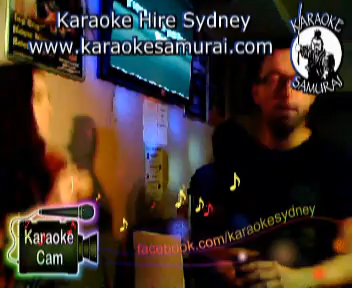 Karaoke Hire Sydney
www.karaokesamurai.com
KARAOKE
SAMURAI
facebook.com/karaokesydney
Karaoke
Cam